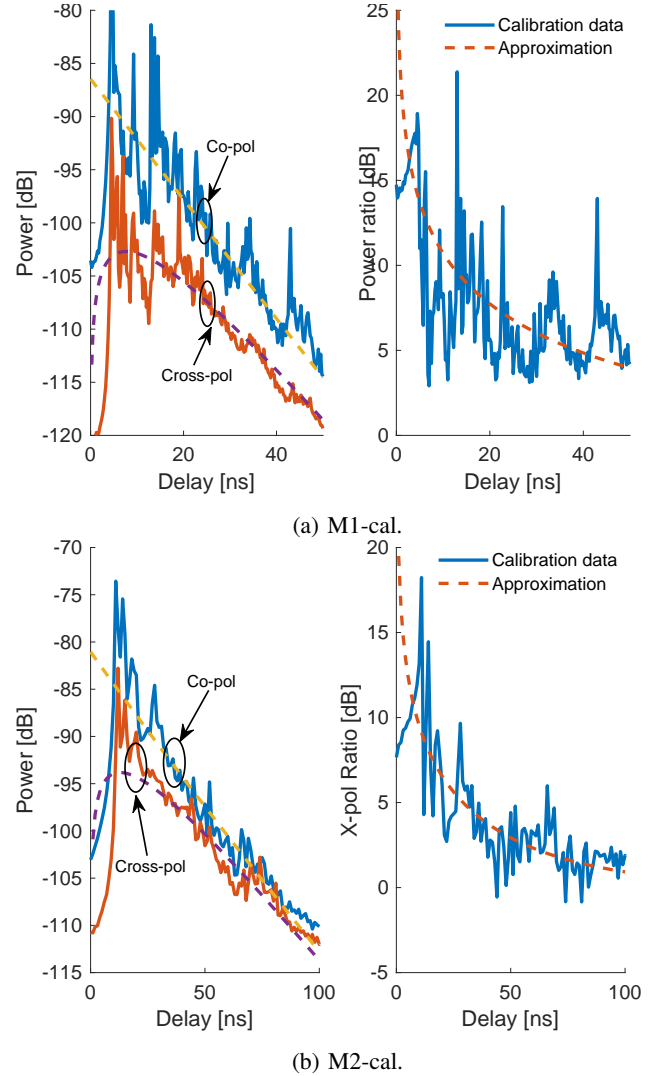 -80
-85
-90
-95
-100
-105
-110
-115
-120
Power [dB]
Co-pol
Cross-pol
0 20 40
Delay [ns]
25
20
15
10
5
0
Power ratio [dB]
Calibration data
Approximation
0 20 40
Delay [ns]
(a) M1-cal.
-70
-75
-80
-85
-90
-95
-100
-105
-110
-115
Power [dB]
Co-pol
Cross-pol
0 50 100
Delay [ns]
20
15
10
5
0
-5
X-pol Ratio [dB]
Calibration data
Approximation
0 50 100
Delay [ns]
(b) M2-cal.